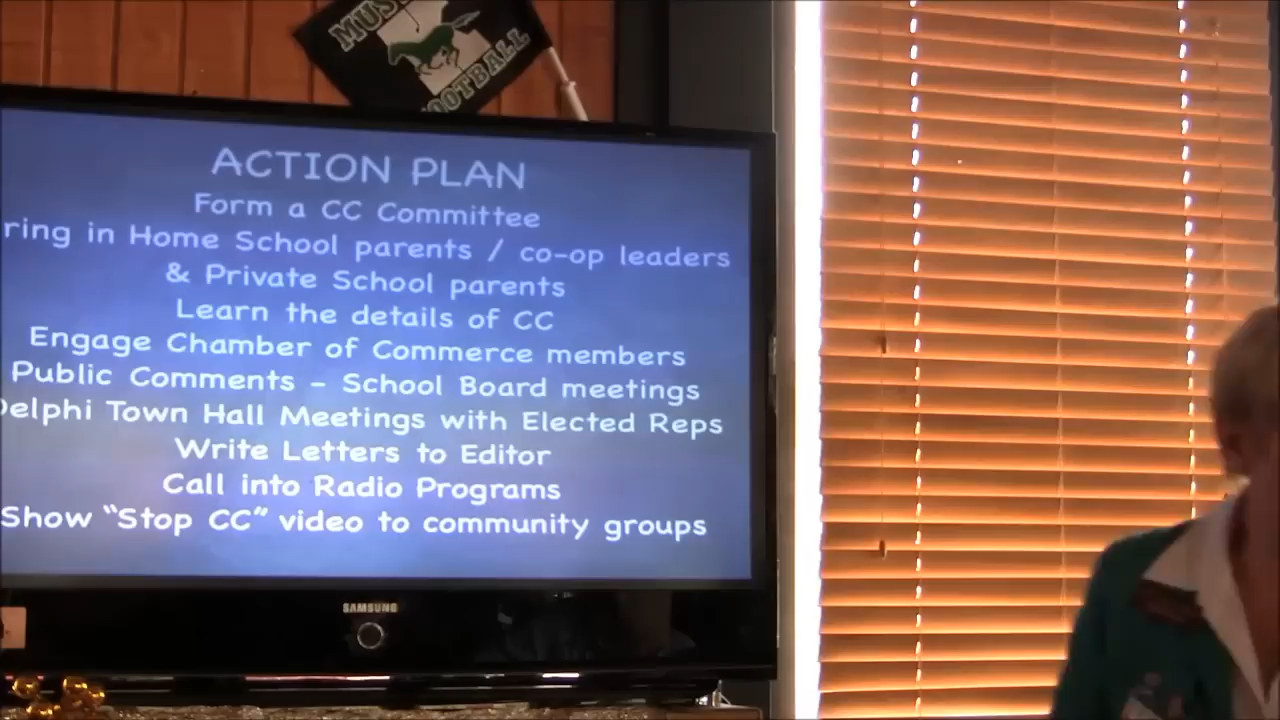 MUS
FOOTBALL
ACTION PLAN
Form a CC Committee
ring in Home School parents / co-op leaders
& Private School parents
Learn the details of CC
Engage Chamber of Commerce members
Public Comments - School Board meetings
Delphi Town Hall Meetings with Elected Reps
Write Letters to Editor
Call into Radio Programs
Show "Stop CC" video to community groups
SAMSUNG